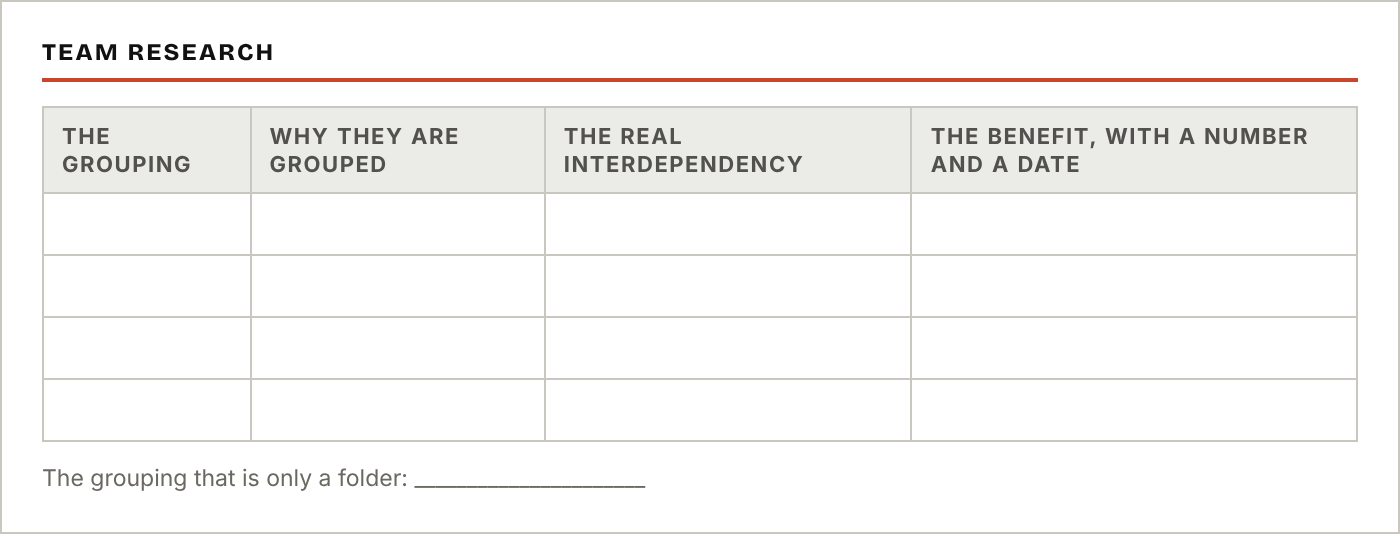 TEAM RESEARCH
THE GROUPING
WHY THEY ARE GROUPED
THE REAL INTERDEPENDENCY
THE BENEFIT, WITH A NUMBER AND A DATE
The grouping that is only a folder: ____________________